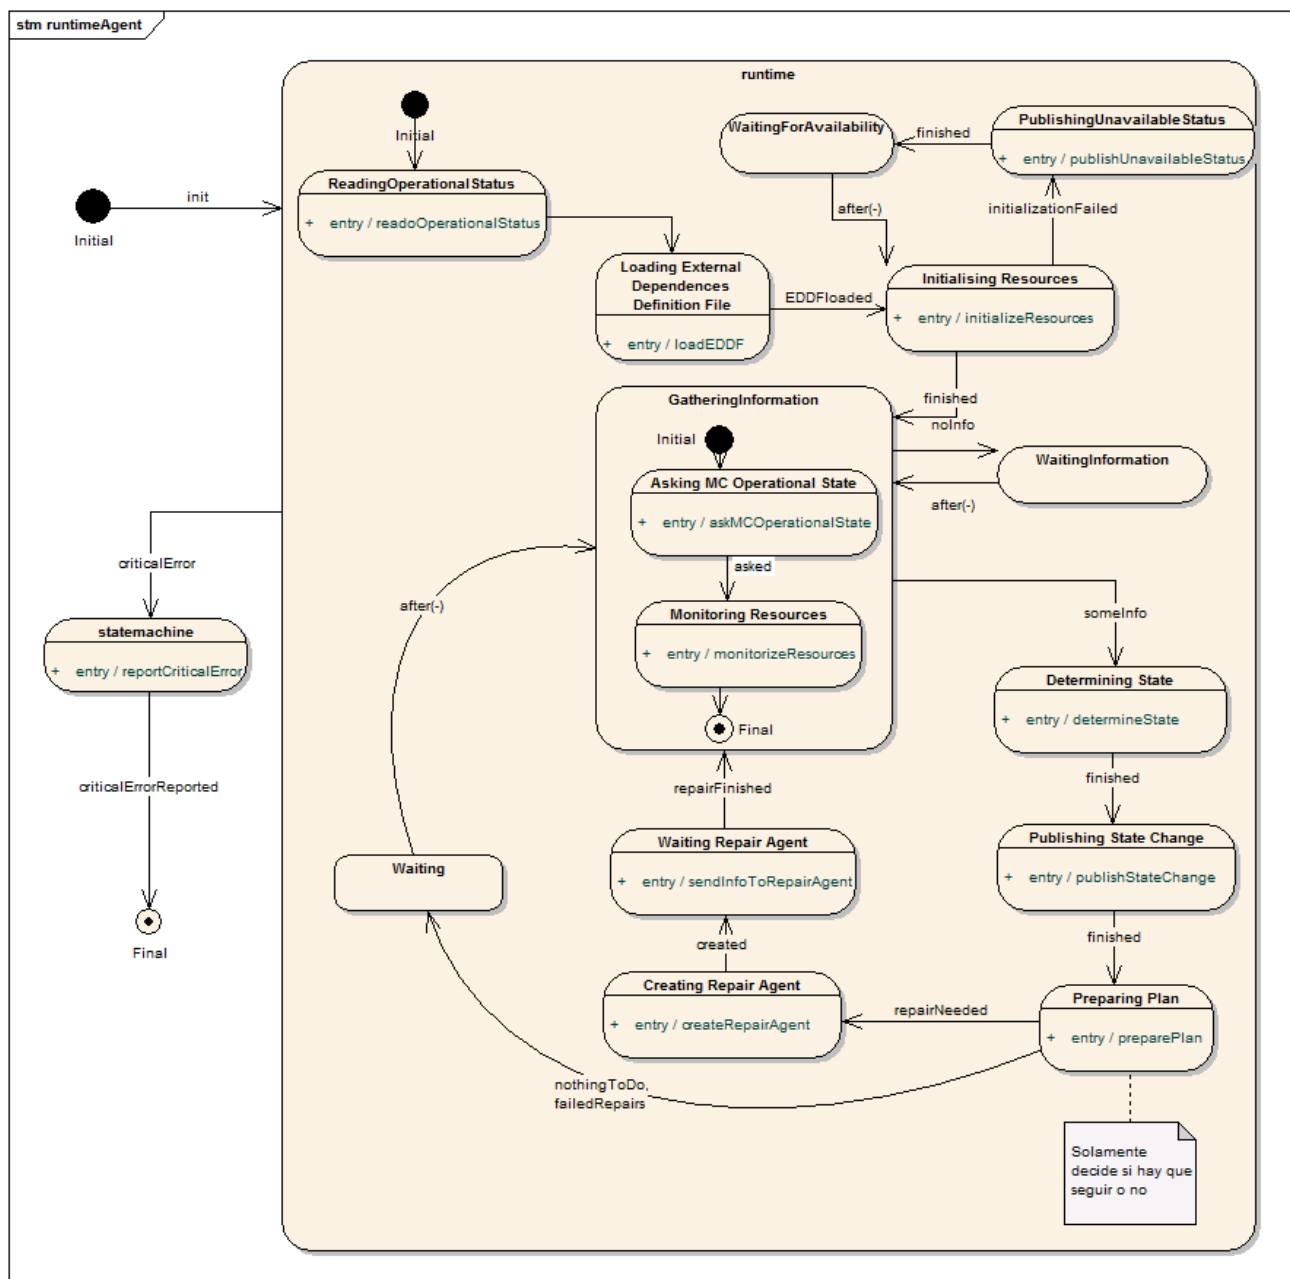 stm runtimeAgent
runtime
Initial
WaitingForAvailability
finished
PublishingUnavailableStatus
+ entry / publishUnavailableStatus
init
Initial
ReadingOperationalStatus
+ entry / readoOperationalStatus
after(-)
initializationFailed
Loading External
Dependences
Definition File
+ entry / loadEDDF
EDDFloaded
Initialising Resources
+ entry / initializeResources
finished
GatheringInformation
noInfo
Initial
WaitingInformation
Asking MC Operational State
+ entry / askMCOperationalState
after(-)
asked
criticalError
after(-)
Monitoring Resources
+ entry / monitorizeResources
someInfo
statemachine
+ entry / reportCriticalError
Determining State
+ entry / determineState
Final
finished
criticalErrorReported
repairFinished
Waiting Repair Agent
+ entry / sendInfoToRepairAgent
Publishing State Change
+ entry / publishStateChange
Waiting
finished
created
Final
Creating Repair Agent
+ entry / createRepairAgent
repairNeeded
Preparing Plan
+ entry / preparePlan
nothingToDo,
failedRepairs
Solamente
decide si hay que
seguir o no